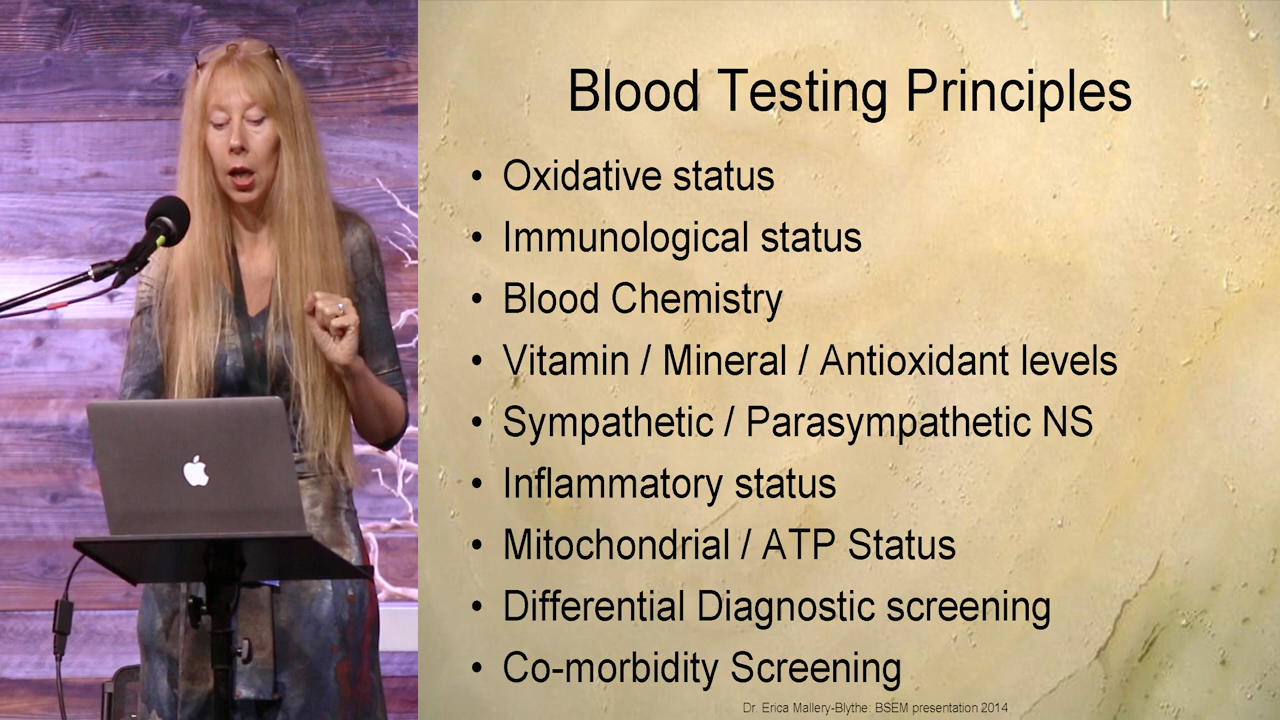 Blood Testing Principles
• Oxidative status
• Immunological status
• Blood Chemistry
• Vitamin / Mineral / Antioxidant levels
• Sympathetic / Parasympathetic NS
• Inflammatory status
• Mitochondrial / ATP Status
• Differential Diagnostic screening
• Co-morbidity Screening
Dr. Erica Mallery-Blythe: BSEM presentation 2014